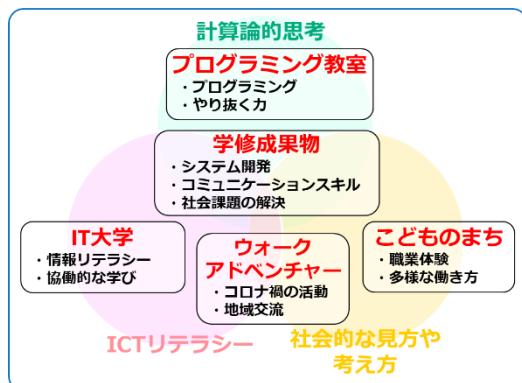 計算論的思考
プログラミング教室
・プログラミング
・やり抜く力
学修成果物
・システム開発
・コミュニケーションスキル
・社会課題の解決
IT大学
・情報リテラシー
・協働的な学び
ウォーク
アドベンチャー
・コロナ禍の活動
・地域交流
こどものまち
・職業体験
・多様な働き方
ICTリテラシー
社会的な見方や
考え方